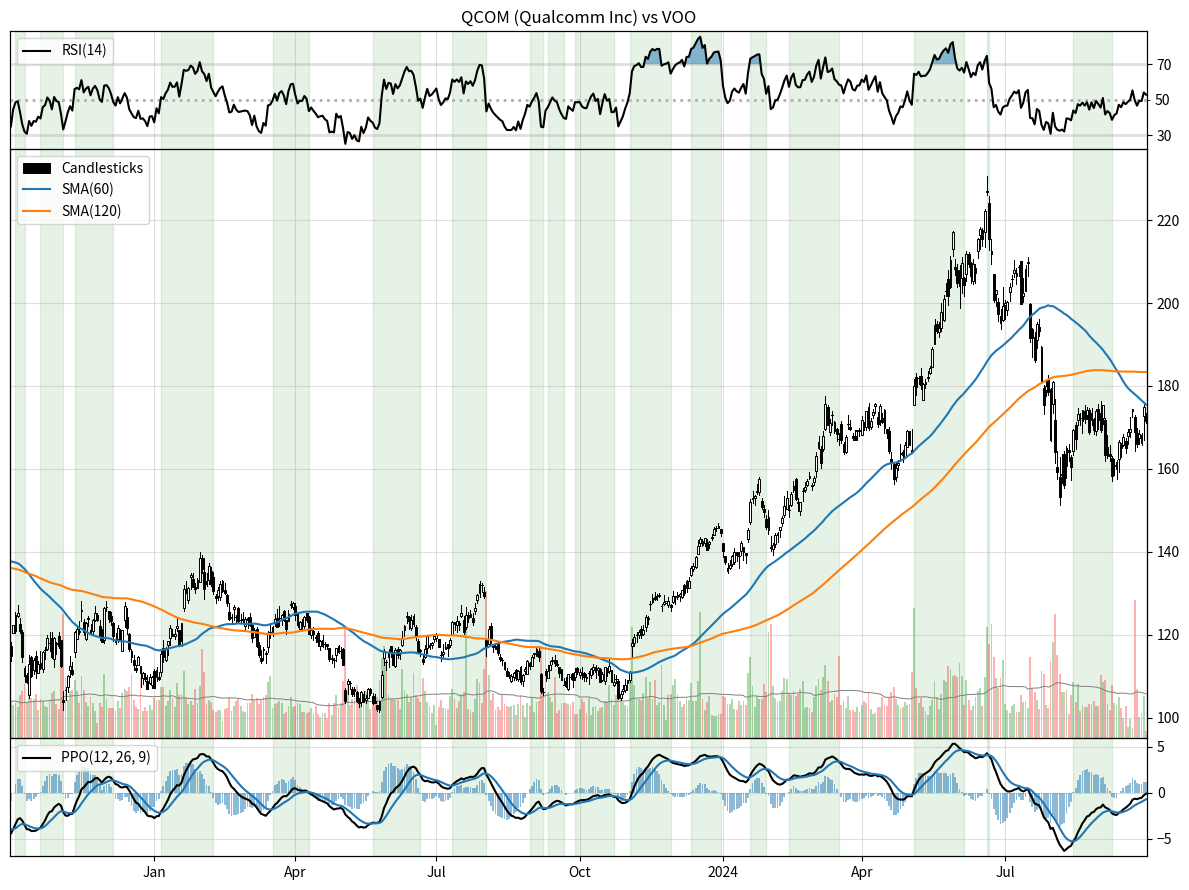 QCOM (Qualcomm Inc) vs VOO
RSI(14)
70
50
30
Candlesticks
SMA(60)
SMA(120)
220
200
180
160
140
120
100
PPO(12, 26, 9)
5
0
−5
Jan Apr Jul Oct 2024 Apr Jul